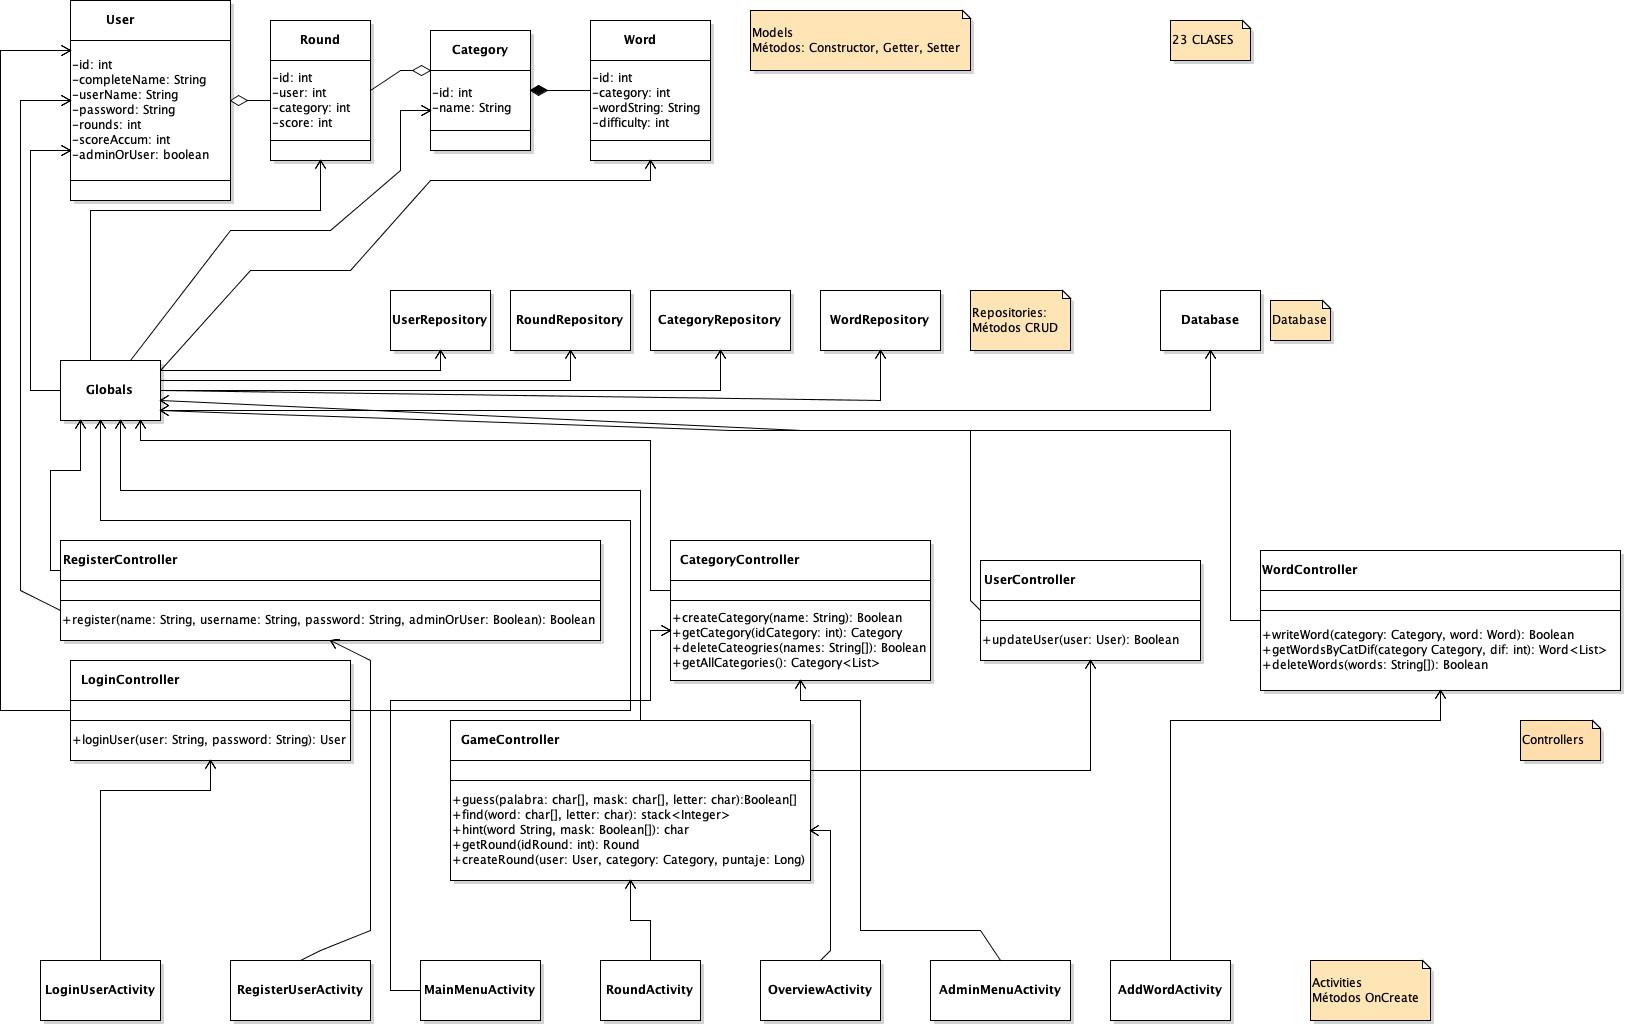 User
-id: int
-completeName: String
-userName: String
-password: String
-rounds: int
-scoreAccum: int
-adminOrUser: boolean
Round
-id: int
-user: int
-category: int
-score: int
Category
-id: int
-name: String
Word
-id: int
-category: int
-wordString: String
-difficulty: int
Models
Métodos: Constructor, Getter, Setter
23 CLASES
UserRepository
RoundRepository
CategoryRepository
WordRepository
Repositories:
Métodos CRUD
Database
Database
Globals
RegisterController
+register(name: String, username: String, password: String, adminOrUser: Boolean): Boolean
LoginController
+loginUser(user: String, password: String): User
CategoryController
+createCategory(name: String): Boolean
+getCategory(idCategory: int): Category
+deleteCateogries(names: String[]): Boolean
+getAllCategories(): Category<List>
UserController
+updateUser(user: User): Boolean
WordController
+writeWord(category: Category, word: Word): Boolean
+getWordsByCatDif(category Category, dif: int): Word<List>
+deleteWords(words: String[]): Boolean
GameController
+guess(palabra: char[], mask: char[], letter: char):Boolean[]
+find(word: char[], letter: char): stack<Integer>
+hint(word String, mask: Boolean[]): char
+getRound(idRound: int): Round
+createRound(user: User, category: Category, puntaje: Long)
Controllers
LoginUserActivity
RegisterUserActivity
MainMenuActivity
RoundActivity
OverviewActivity
AdminMenuActivity
AddWordActivity
Activities
Métodos OnCreate